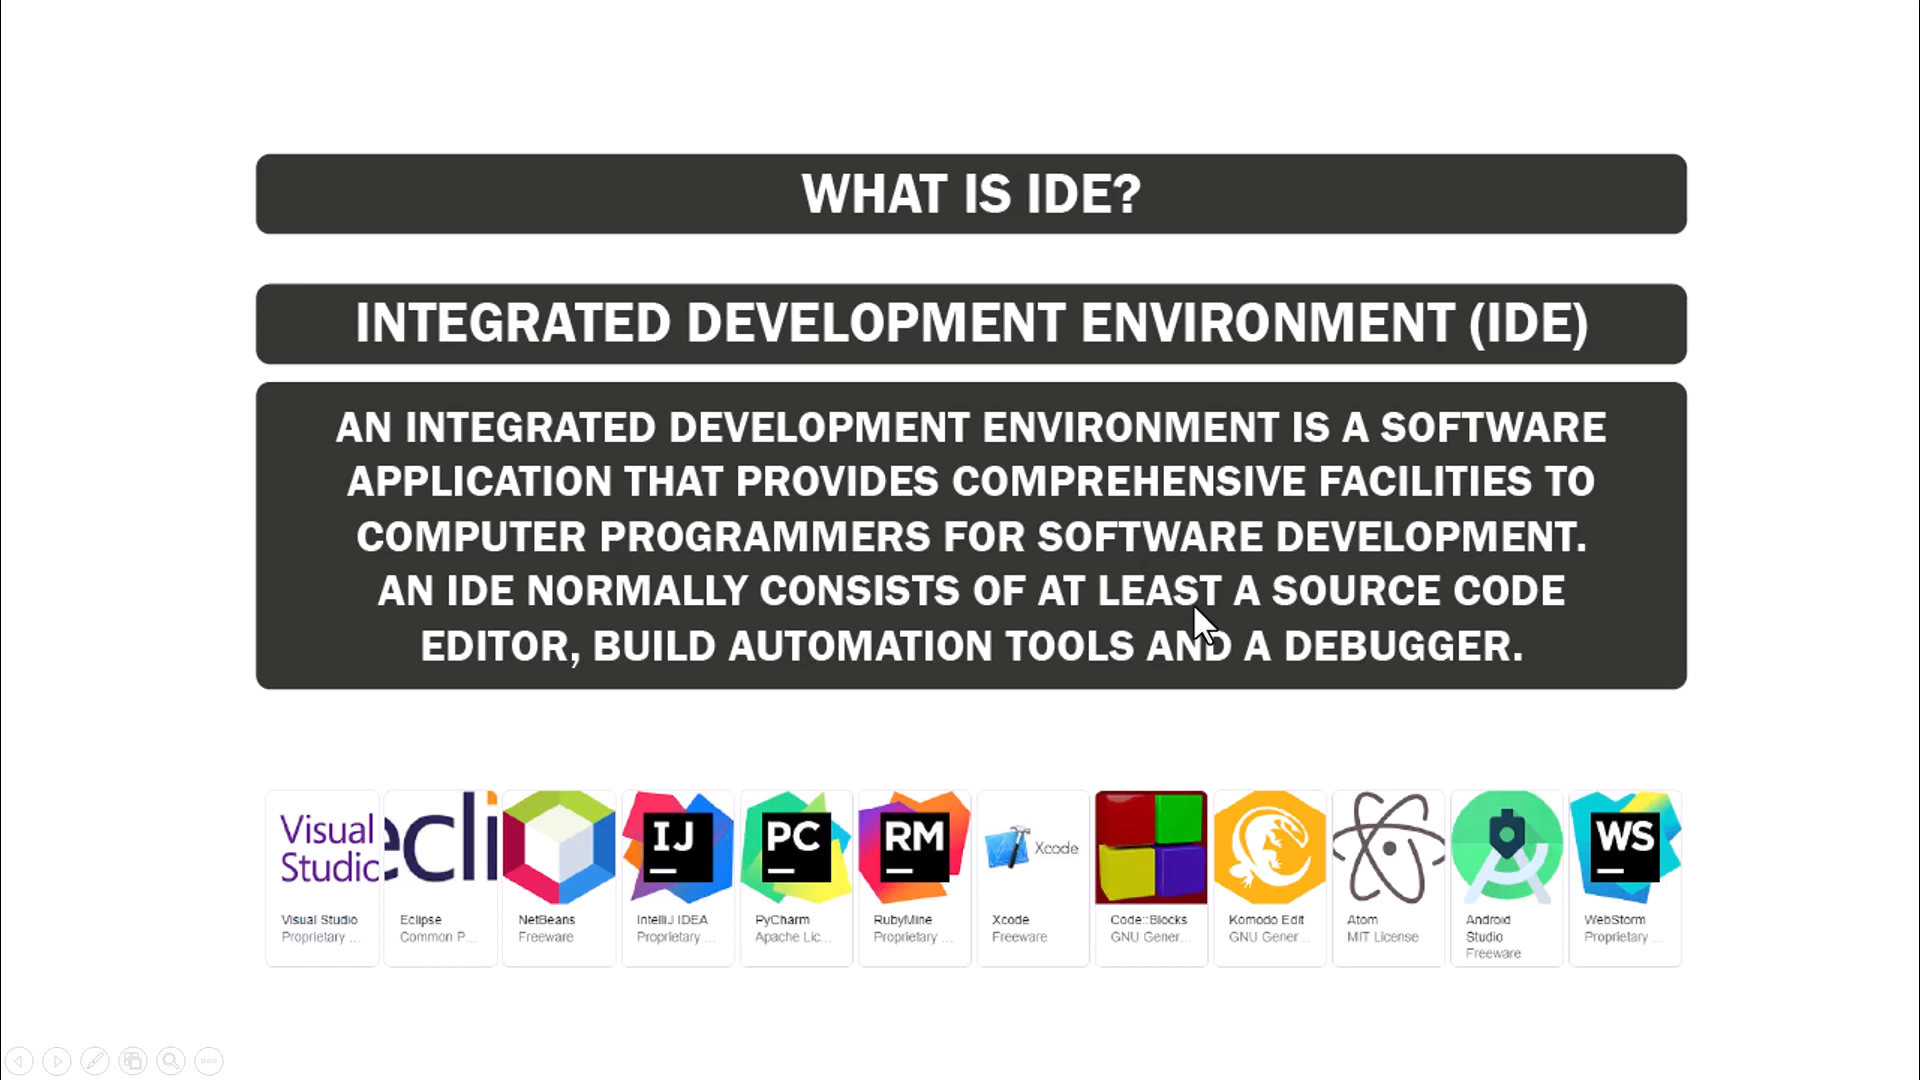 WHAT IS IDE?
INTEGRATED DEVELOPMENT ENVIRONMENT (IDE)
AN INTEGRATED DEVELOPMENT ENVIRONMENT IS A SOFTWARE
APPLICATION THAT PROVIDES COMPREHENSIVE FACILITIES TO
COMPUTER PROGRAMMERS FOR SOFTWARE DEVELOPMENT.
AN IDE NORMALLY CONSISTS OF AT LEAST A SOURCE CODE
EDITOR, BUILD AUTOMATION TOOLS AND A DEBUGGER.
Visual
Studio
ecli
IJ
PC
RM
Xcode
WS
Visual Studio
Proprietary ...
Eclipse
Common P...
NetBeans
Freeware
IntelliJ IDEA
Proprietary ...
PyCharm
Apache Lic...
RubyMine
Proprietary ...
Xcode
Freeware
Code::Blocks
GNU Gener...
Komodo Edit
GNU Gener...
Atom
MIT License
Android
Studio
Freeware
WebStorm
Proprietary ...